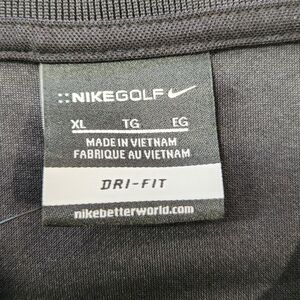 ::NIKEGOLF
XL TG EG
MADE IN VIETNAM
FABRIQUE AU VIETNAM
DRI-FIT
nikebetterworld.com